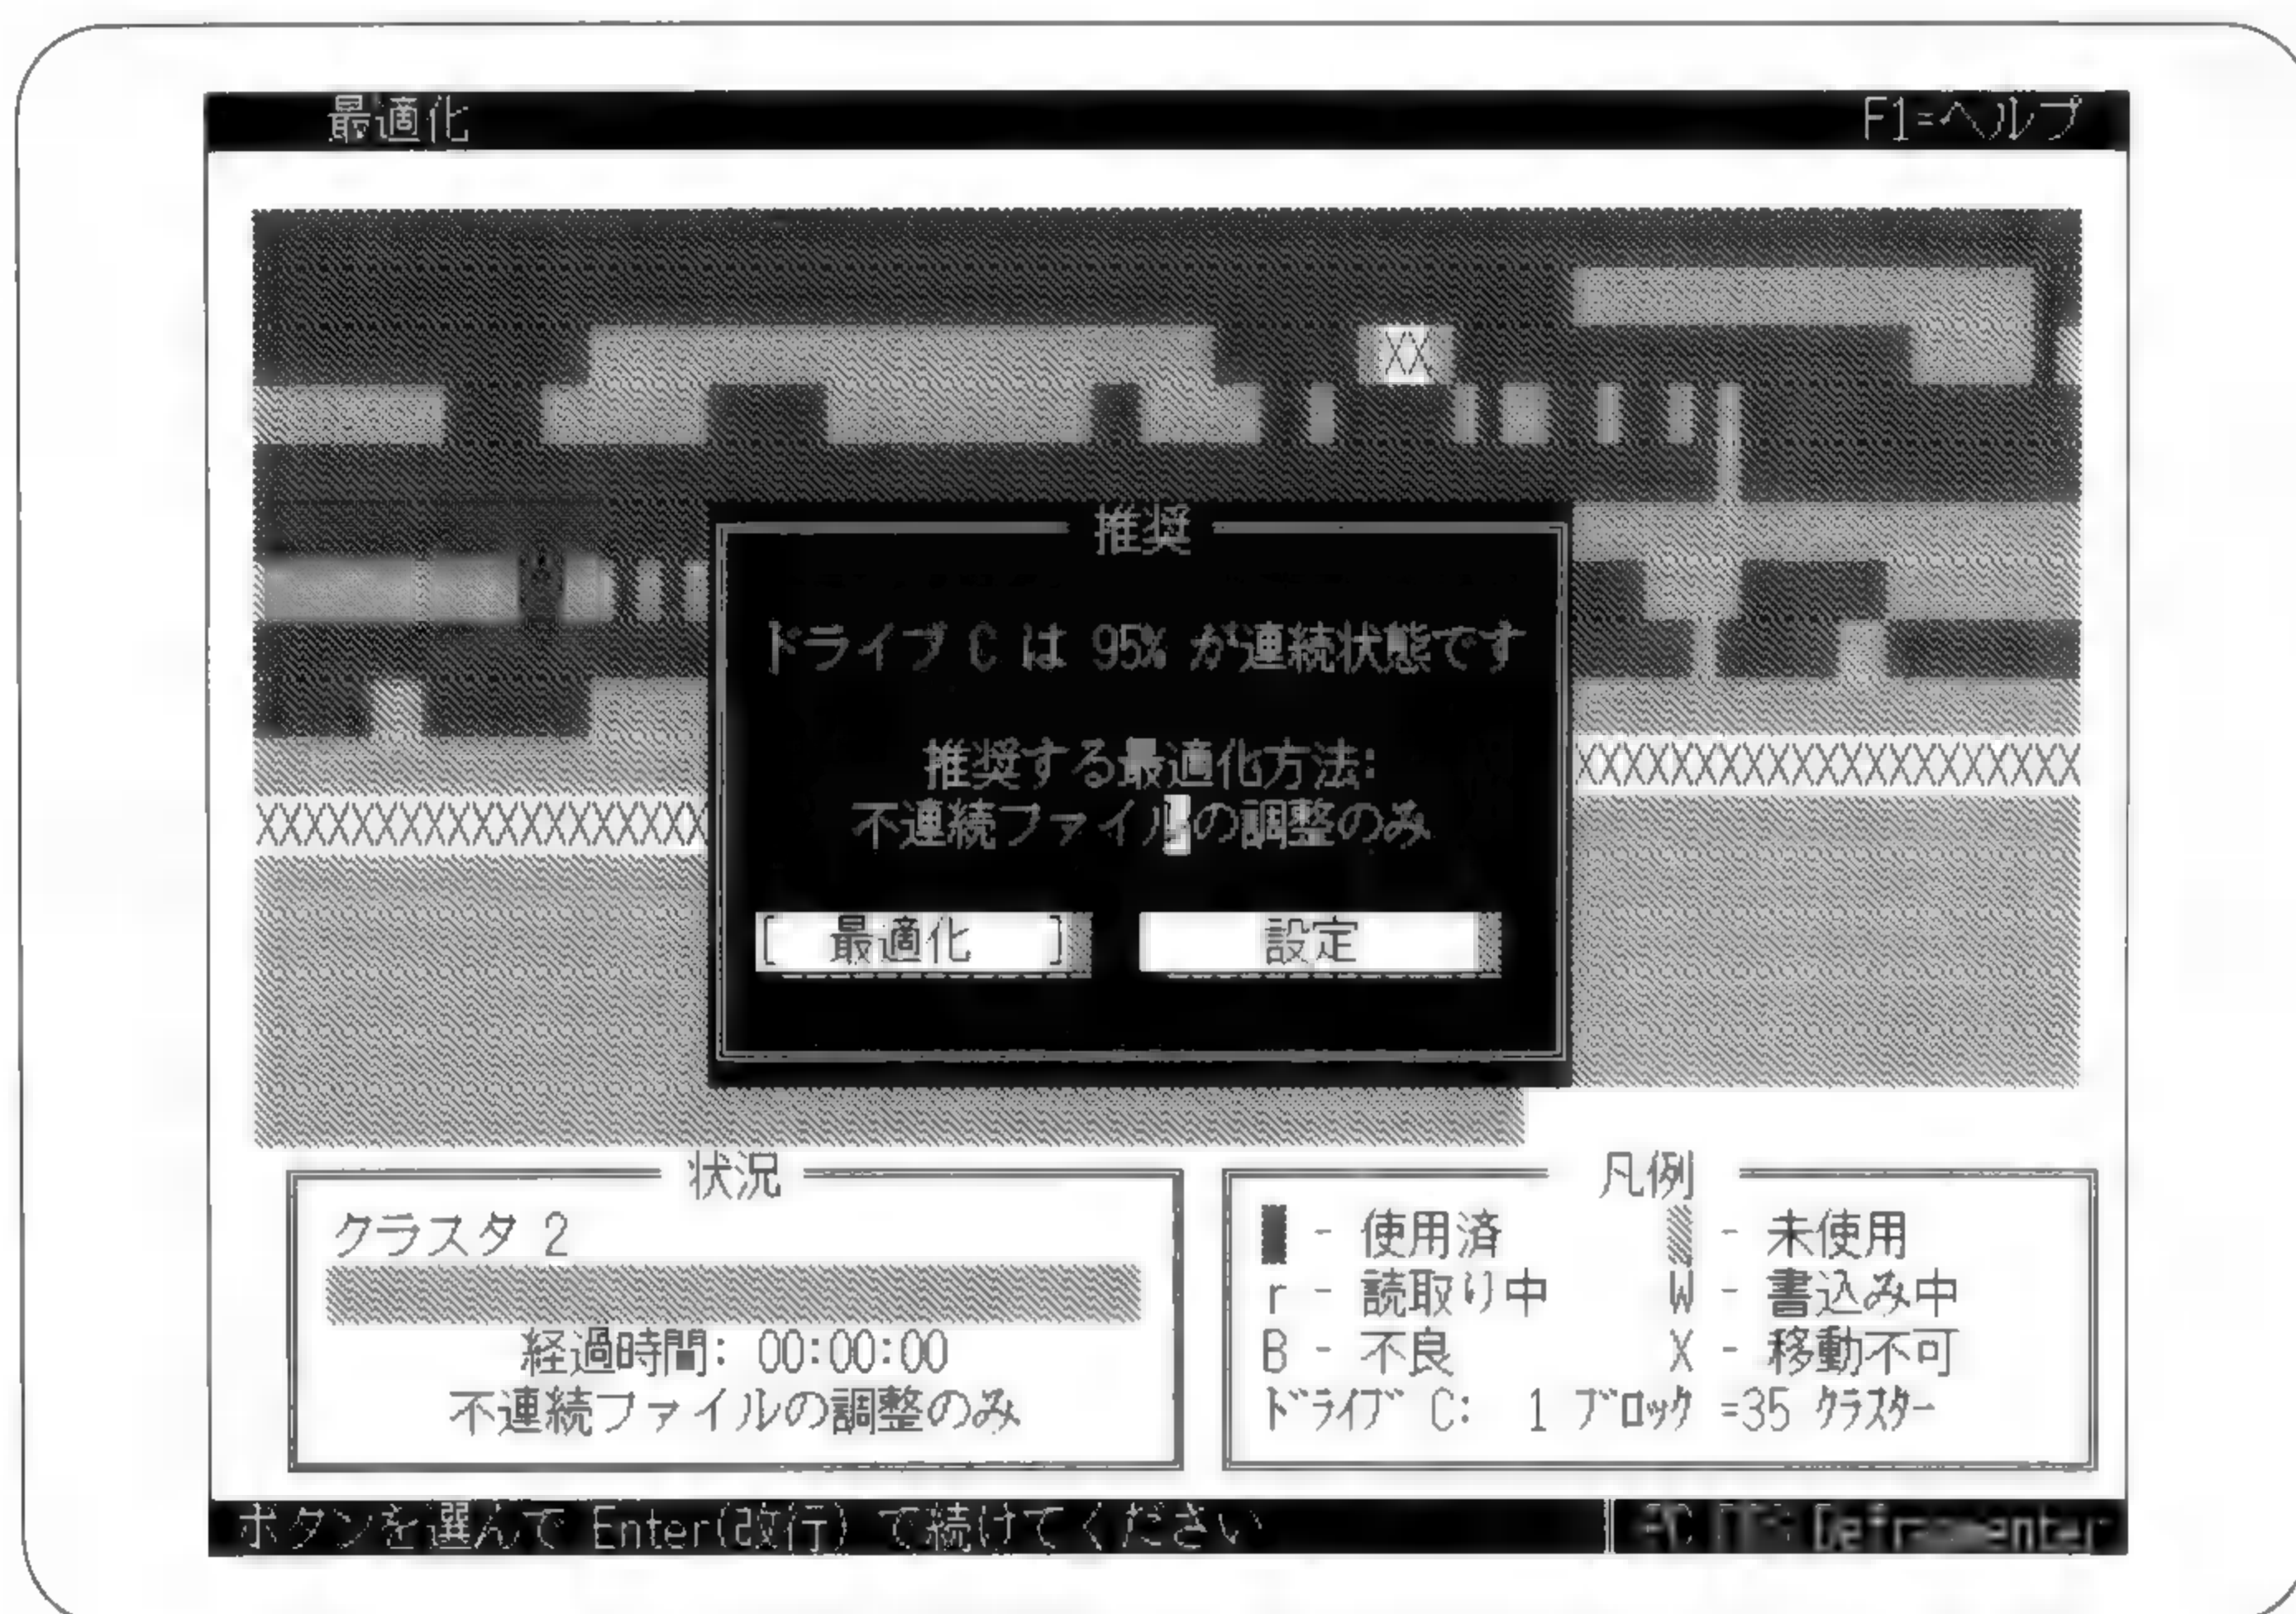 最適化 F1=ヘルプ
XX
推奨
ドライブ C は 95% が連続状態です
推奨する最適化方法:
XXXXXXXXXXXXXXXXXXXXX
不連続ファイルの調整のみ
XXXXXXXXXXXXXXXXXXX
[ 最適化 ] 設定
状況
クラスタ 2
経過時間: 00:00:00
不連続ファイルの調整のみ
凡例
- 使用済 - 未使用
r - 読取り中 W - 書込み中
B - 不良 X - 移動不可
ドライブ C: 1 ブロック =35 クラスター
ボタンを選んで Enter(改行) で続けてください
Defragmenter